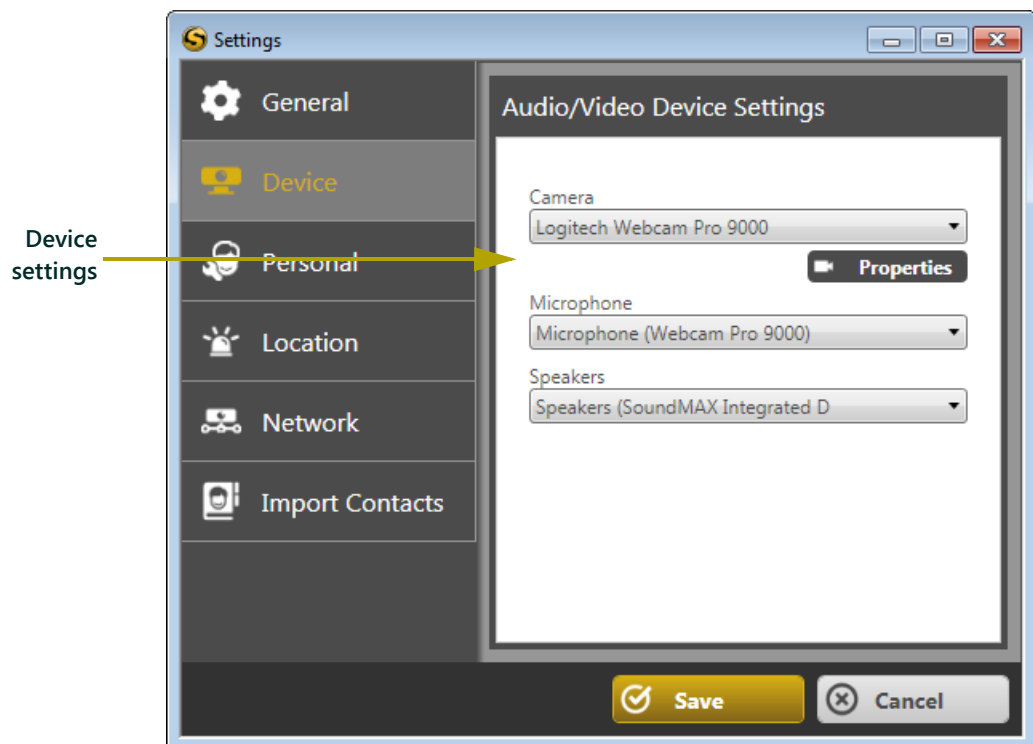 Settings
General
Device
Personal
Location
Network
Import Contacts
Device
settings
Audio/Video Device Settings
Camera
Logitech Webcam Pro 9000
Properties
Microphone
Microphone (Webcam Pro 9000)
Speakers
Speakers (SoundMAX Integrated D
Save
Cancel